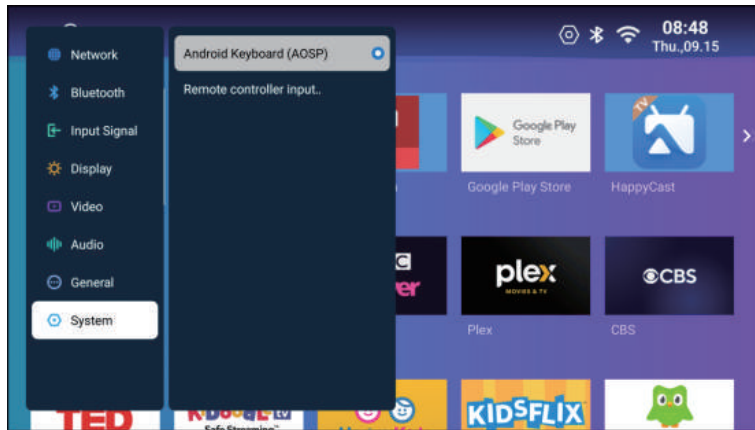 08:48
Thu.,09.15
Network
Bluetooth
Input Signal
Display
Video
Audio
General
System
Android Keyboard (AOSP)
Remote controller input..
Google Play
Store
TV
Google Play Store
HappyCast
plex
MOVIES & TV
CBS
Plex
CBS
TED
KIDSFLIX
Safe Streaming